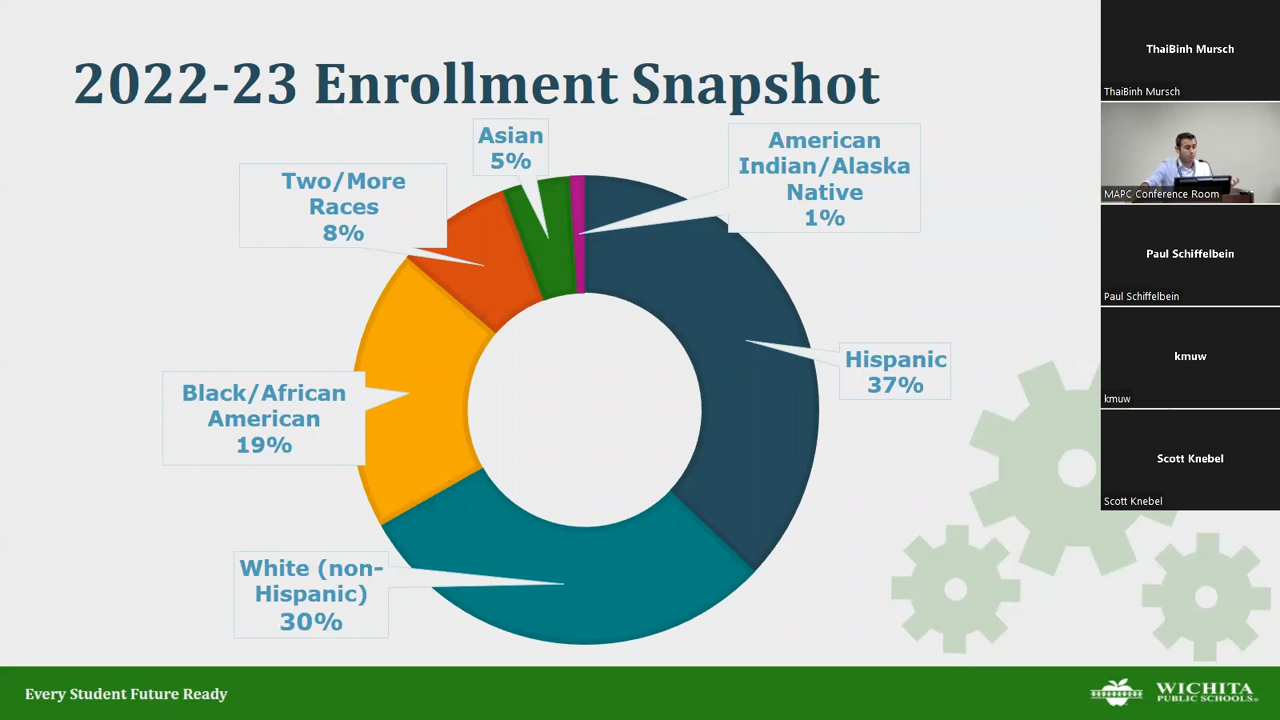 2022-23 Enrollment Snapshot
Asian
5%
American
Indian/Alaska
Native
1%
Two/More
Races
8%
Hispanic
37%
Black/African
American
19%
White (non-
Hispanic)
30%
Every Student Future Ready
WICHITA
PUBLIC SCHOOLS®
ThaiBinh Mursch
ThaiBinh Mursch
MAPC Conference Room
Paul Schiffelbein
Paul Schiffelbein
kmuw
kmuw
Scott Knebel
Scott Knebel